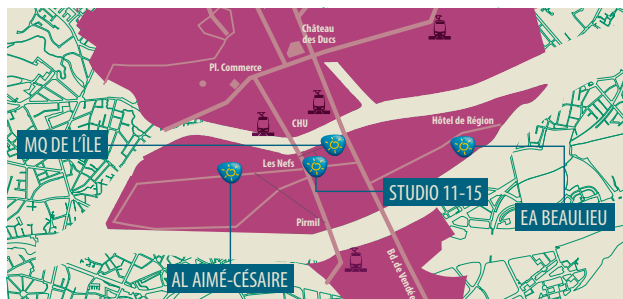 Château
des Ducs
Pl. Commerce
CHU
Hôtel de Région
MQ DE L'ÎLE
Les Nefs
STUDIO 11-15
EA BEAULIEU
Pirmil
Bd. de Vendée
AL AIMÉ-CÉSAIRE